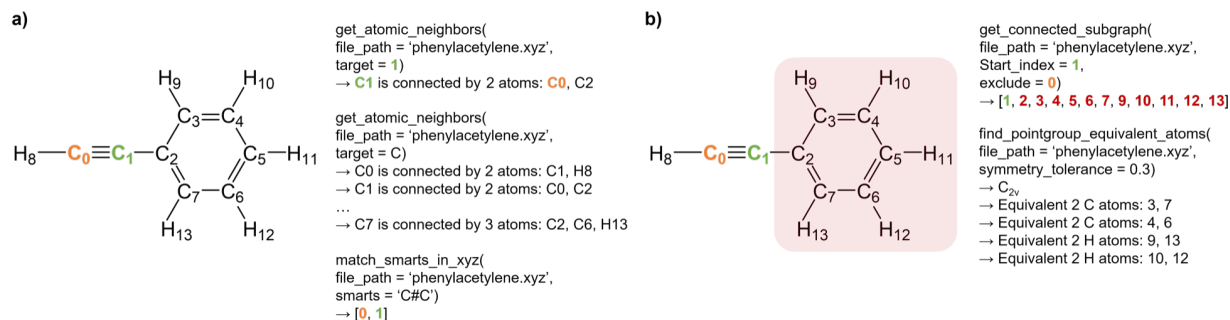 a)
H9
H10
C3=C4
H8—C0≡C1—C2
C5—H11
C7—C6
H13
H12
get_atomic_neighbors(
file_path = ‘phenylacetylene.xyz’,
target = 1)
→ C1 is connected by 2 atoms: C0, C2
get_atomic_neighbors(
file_path = ‘phenylacetylene.xyz’,
target = C)
→ C0 is connected by 2 atoms: C1, H8
→ C1 is connected by 2 atoms: C0, C2
…
→ C7 is connected by 3 atoms: C2, C6, H13
match_smarts_in_xyz(
file_path = ‘phenylacetylene.xyz’,
smarts = ‘C#C’)
→ [0, 1]
b)
H9
H10
C3=C4
H8—C0≡C1—C2
C5—H11
C7—C6
H13
H12
get_connected_subgraph(
file_path = ‘phenylacetylene.xyz’,
Start_index = 1,
exclude = 0)
→ [1, 2, 3, 4, 5, 6, 7, 9, 10, 11, 12, 13]
find_pointgroup_equivalent_atoms(
file_path = ‘phenylacetylene.xyz’,
symmetry_tolerance = 0.3)
→ C2v
→ Equivalent 2 C atoms: 3, 7
→ Equivalent 2 C atoms: 4, 6
→ Equivalent 2 H atoms: 9, 13
→ Equivalent 2 H atoms: 10, 12